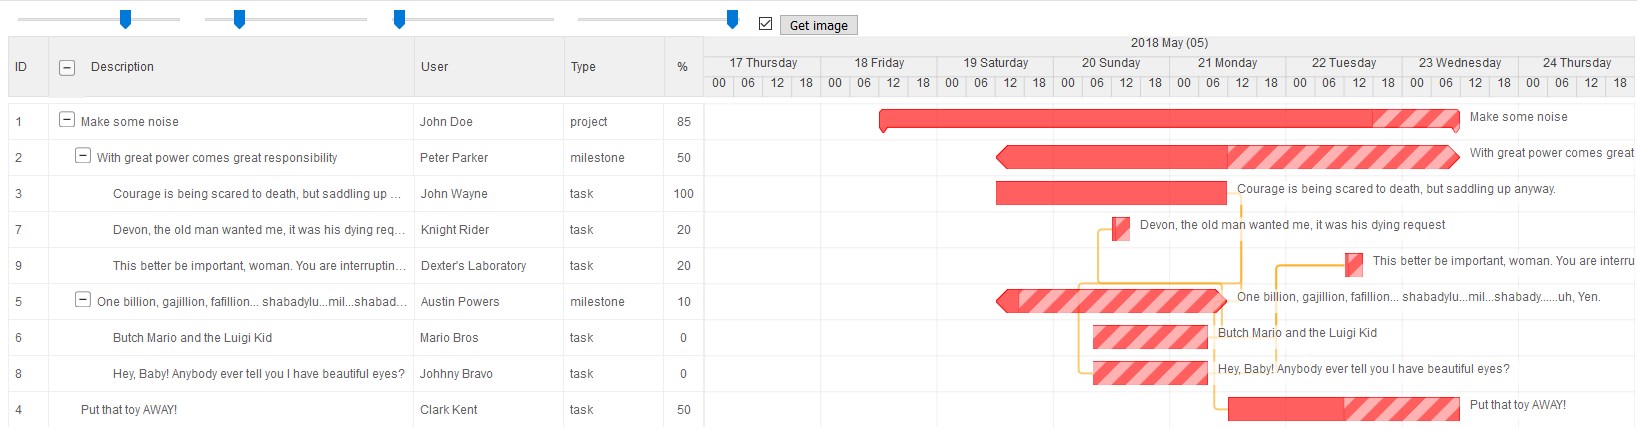 Get image
2018 May (05)
ID Description User Type %
17 Thursday 18 Friday 19 Saturday 20 Sunday 21 Monday 22 Tuesday 23 Wednesday 24 Thursday
00 06 12 18 00 06 12 18 00 06 12 18 00 06 12 18 00 06 12 18 00 06 12 18 00 06 12 18 00 06 12 18
1 Make some noise John Doe project 85 Make some noise
2 With great power comes great responsibility Peter Parker milestone 50 With great power comes great
3 Courage is being scared to death, but saddling up ... John Wayne task 100 Courage is being scared to death, but saddling up anyway.
7 Devon, the old man wanted me, it was his dying req... Knight Rider task 20 Devon, the old man wanted me, it was his dying request
9 This better be important, woman. You are interruptin... Dexter's Laboratory task 20 This better be important, woman. You are interru
5 One billion, gajillion, fafillion... shabadylu...mil...shabad... Austin Powers milestone 10 One billion, gajillion, fafillion... shabadylu...mil...shabady......uh, Yen.
6 Butch Mario and the Luigi Kid Mario Bros task 0 Butch Mario and the Luigi Kid
8 Hey, Baby! Anybody ever tell you I have beautiful eyes? Johhny Bravo task 0 Hey, Baby! Anybody ever tell you I have beautiful eyes?
4 Put that toy AWAY! Clark Kent task 50 Put that toy AWAY!